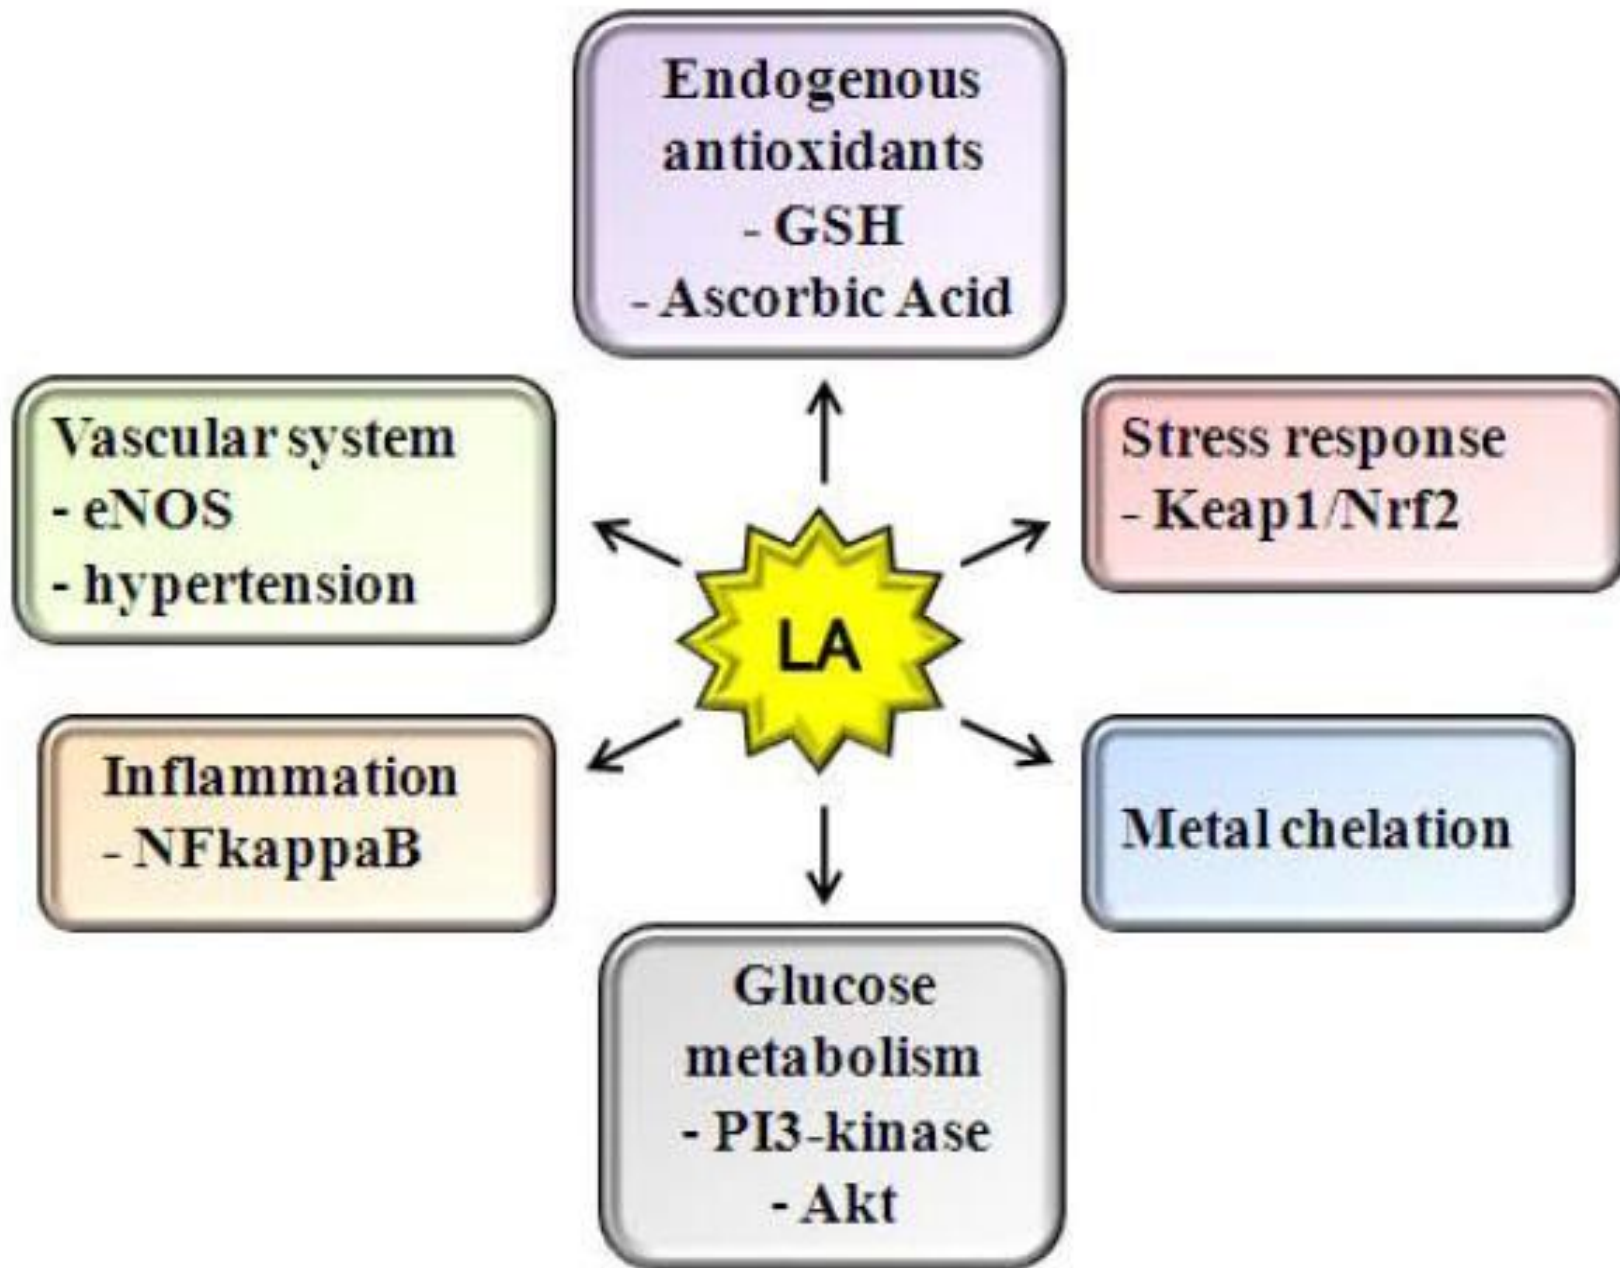 Endogenous
antioxidants
- GSH
- Ascorbic Acid
Vascular system
- eNOS
- hypertension
Stress response
- Keap1/Nrf2
LA
Inflammation
- NFkappaB
Metal chelation
Glucose
metabolism
- PI3-kinase
- Akt